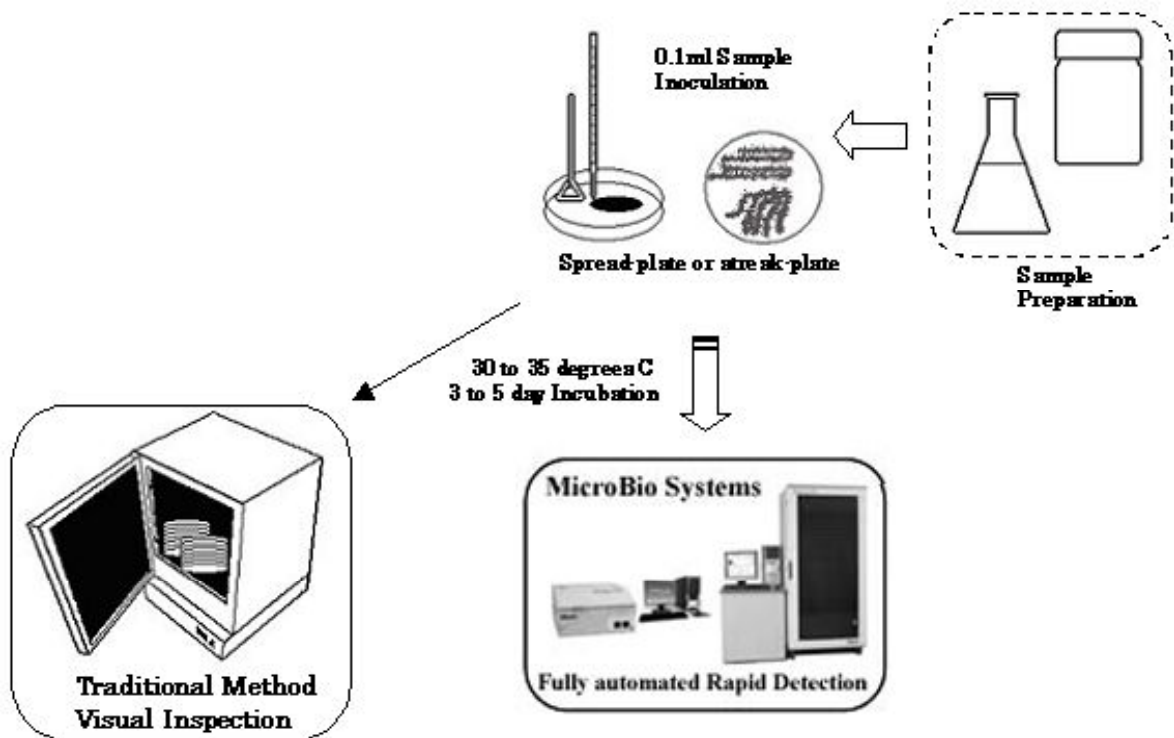 0.1ml Sample
Inoculation
Spread-plate or streak-plate
Sample
Preparation
30 to 35 degrees C
3 to 5 day Incubation
MicroBio Systems
Fully automated Rapid Detection
Traditional Method
Visual Inspection